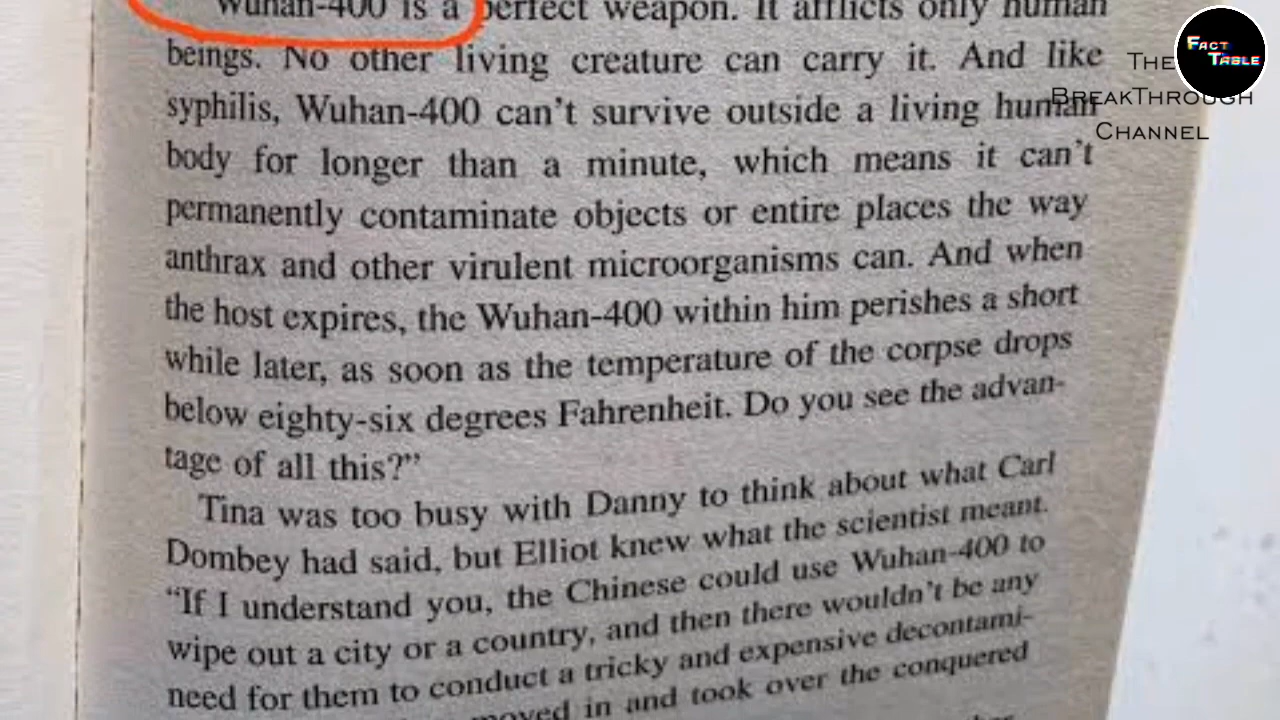 Wuhan-400 is a perfect weapon. It afflicts only human
beings. No other living creature can carry it. And like
syphilis, Wuhan-400 can't survive outside a living human
body for longer than a minute, which means it can't
permanently contaminate objects or entire places the way
anthrax and other virulent microorganisms can. And when
the host expires, the Wuhan-400 within him perishes a short
while later, as soon as the temperature of the corpse drops
below eighty-six degrees Fahrenheit. Do you see the advan-
tage of all this?”
Tina was too busy with Danny to think about what Carl
Dombey had said, but Elliot knew what the scientist meant.
“If I understand you, the Chinese could use Wuhan-400 to
wipe out a city or a country, and then there wouldn't be any
need for them to conduct a tricky and expensive decontami-
moved in and took over the conquered
The
BreakThrough
Channel
Fact
Table